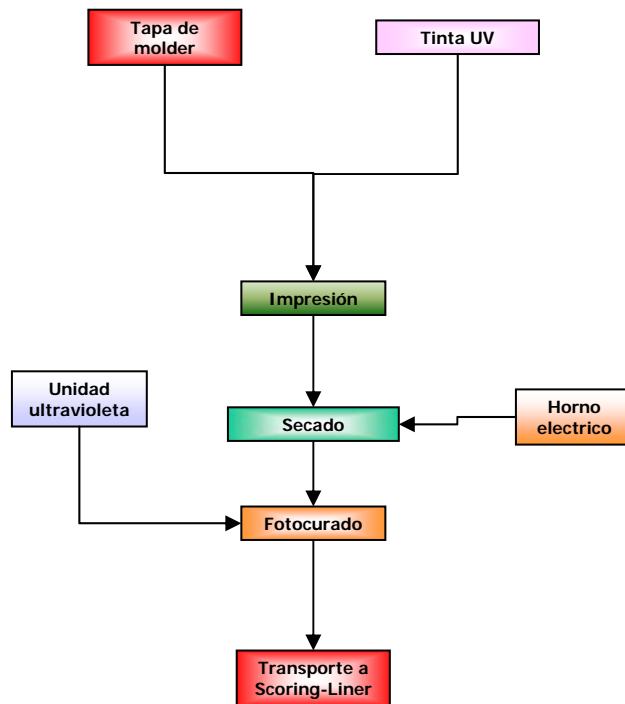 Tapa de
molder
Tinta UV
Impresión
Unidad
ultravioleta
Secado
Horno
electrico
Fotocurado
Transporte a
Scoring-Liner